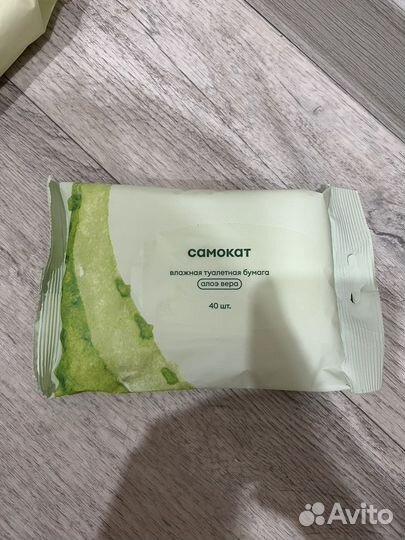 самокат
влажная туалетная бумага
алоэ вера
40 шт.
Avito